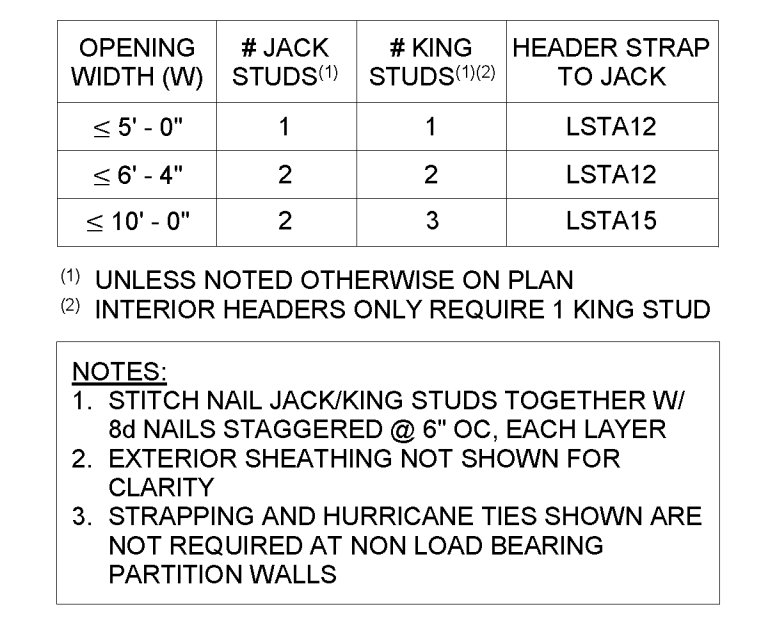 OPENING WIDTH (W) # JACK STUDS(1) # KING STUDS(1)(2) HEADER STRAP TO JACK
≤ 5' - 0" 1 1 LSTA12
≤ 6' - 4" 2 2 LSTA12
≤ 10' - 0" 2 3 LSTA15
(1) UNLESS NOTED OTHERWISE ON PLAN
(2) INTERIOR HEADERS ONLY REQUIRE 1 KING STUD
NOTES:
1. STITCH NAIL JACK/KING STUDS TOGETHER W/
8d NAILS STAGGERED @ 6" OC, EACH LAYER
2. EXTERIOR SHEATHING NOT SHOWN FOR
CLARITY
3. STRAPPING AND HURRICANE TIES SHOWN ARE
NOT REQUIRED AT NON LOAD BEARING
PARTITION WALLS